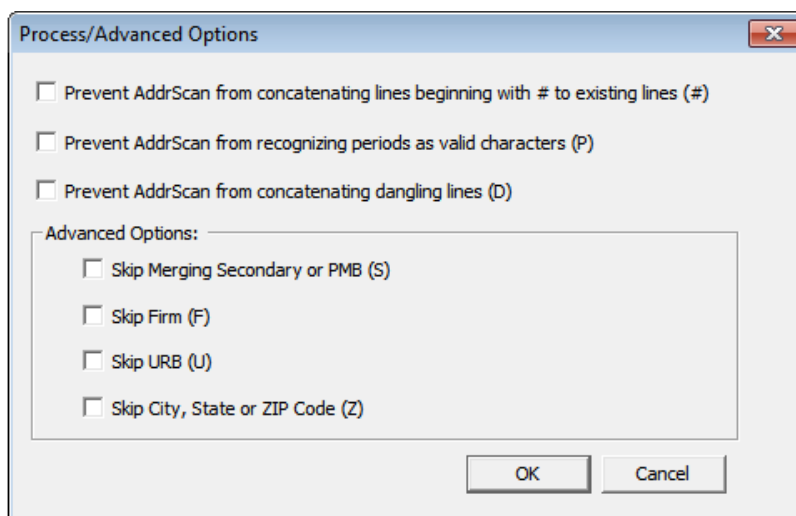 Process/Advanced Options
Prevent AddrScan from concatenating lines beginning with # to existing lines (#)
Prevent AddrScan from recognizing periods as valid characters (P)
Prevent AddrScan from concatenating dangling lines (D)
Advanced Options:
Skip Merging Secondary or PMB (S)
Skip Firm (F)
Skip URB (U)
Skip City, State or ZIP Code (Z)
OK Cancel